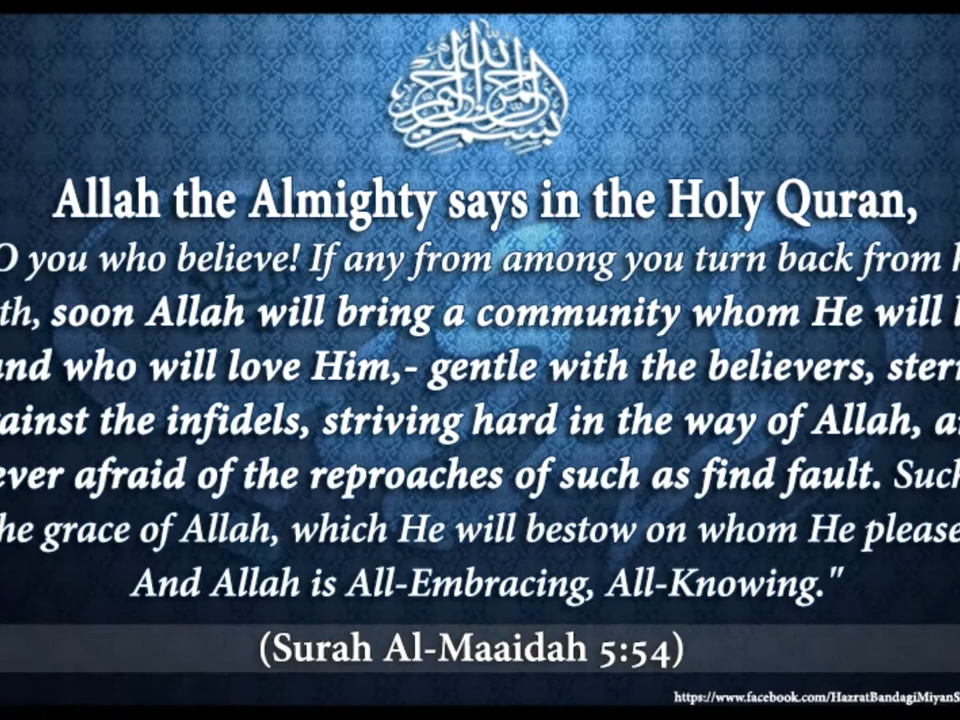 بسم الله الرحمن الرحيم
Allah the Almighty says in the Holy Quran,
O you who believe! If any from among you turn back from h
th, soon Allah will bring a community whom He will l
nd who will love Him,- gentle with the believers, stern
ainst the infidels, striving hard in the way of Allah, an
ever afraid of the reproaches of such as find fault. Such
he grace of Allah, which He will bestow on whom He please
And Allah is All-Embracing, All-Knowing."
(Surah Al-Maaidah 5:54)
https://www.facebook.com/HazratBandagiMiyanS